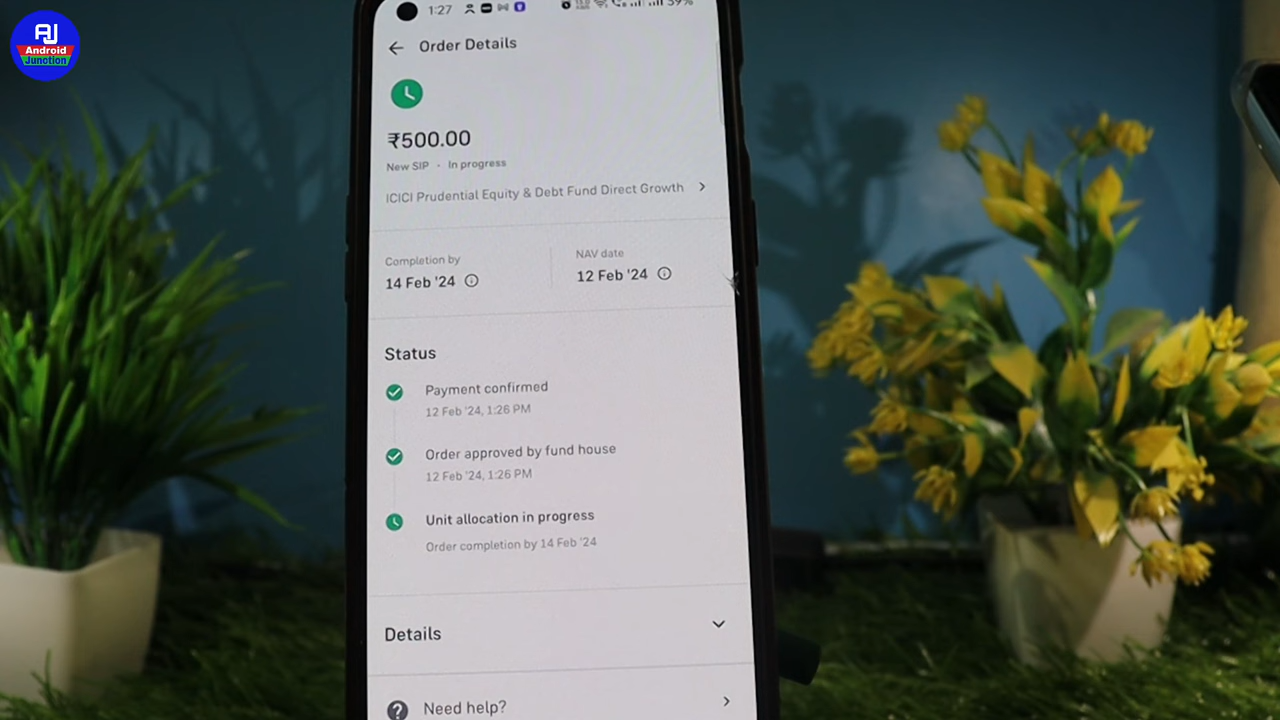 AJ
Android
Junotion
1:27
59%
Order Details
₹500.00
New SIP - In progress
ICICI Prudential Equity & Debt Fund Direct Growth
Completion by
14 Feb '24
NAV date
12 Feb '24
Status
Payment confirmed
12 Feb '24, 1:26 PM
Order approved by fund house
12 Feb '24, 1:26 PM
Unit allocation in progress
Order completion by 14 Feb '24
Details
Need help?